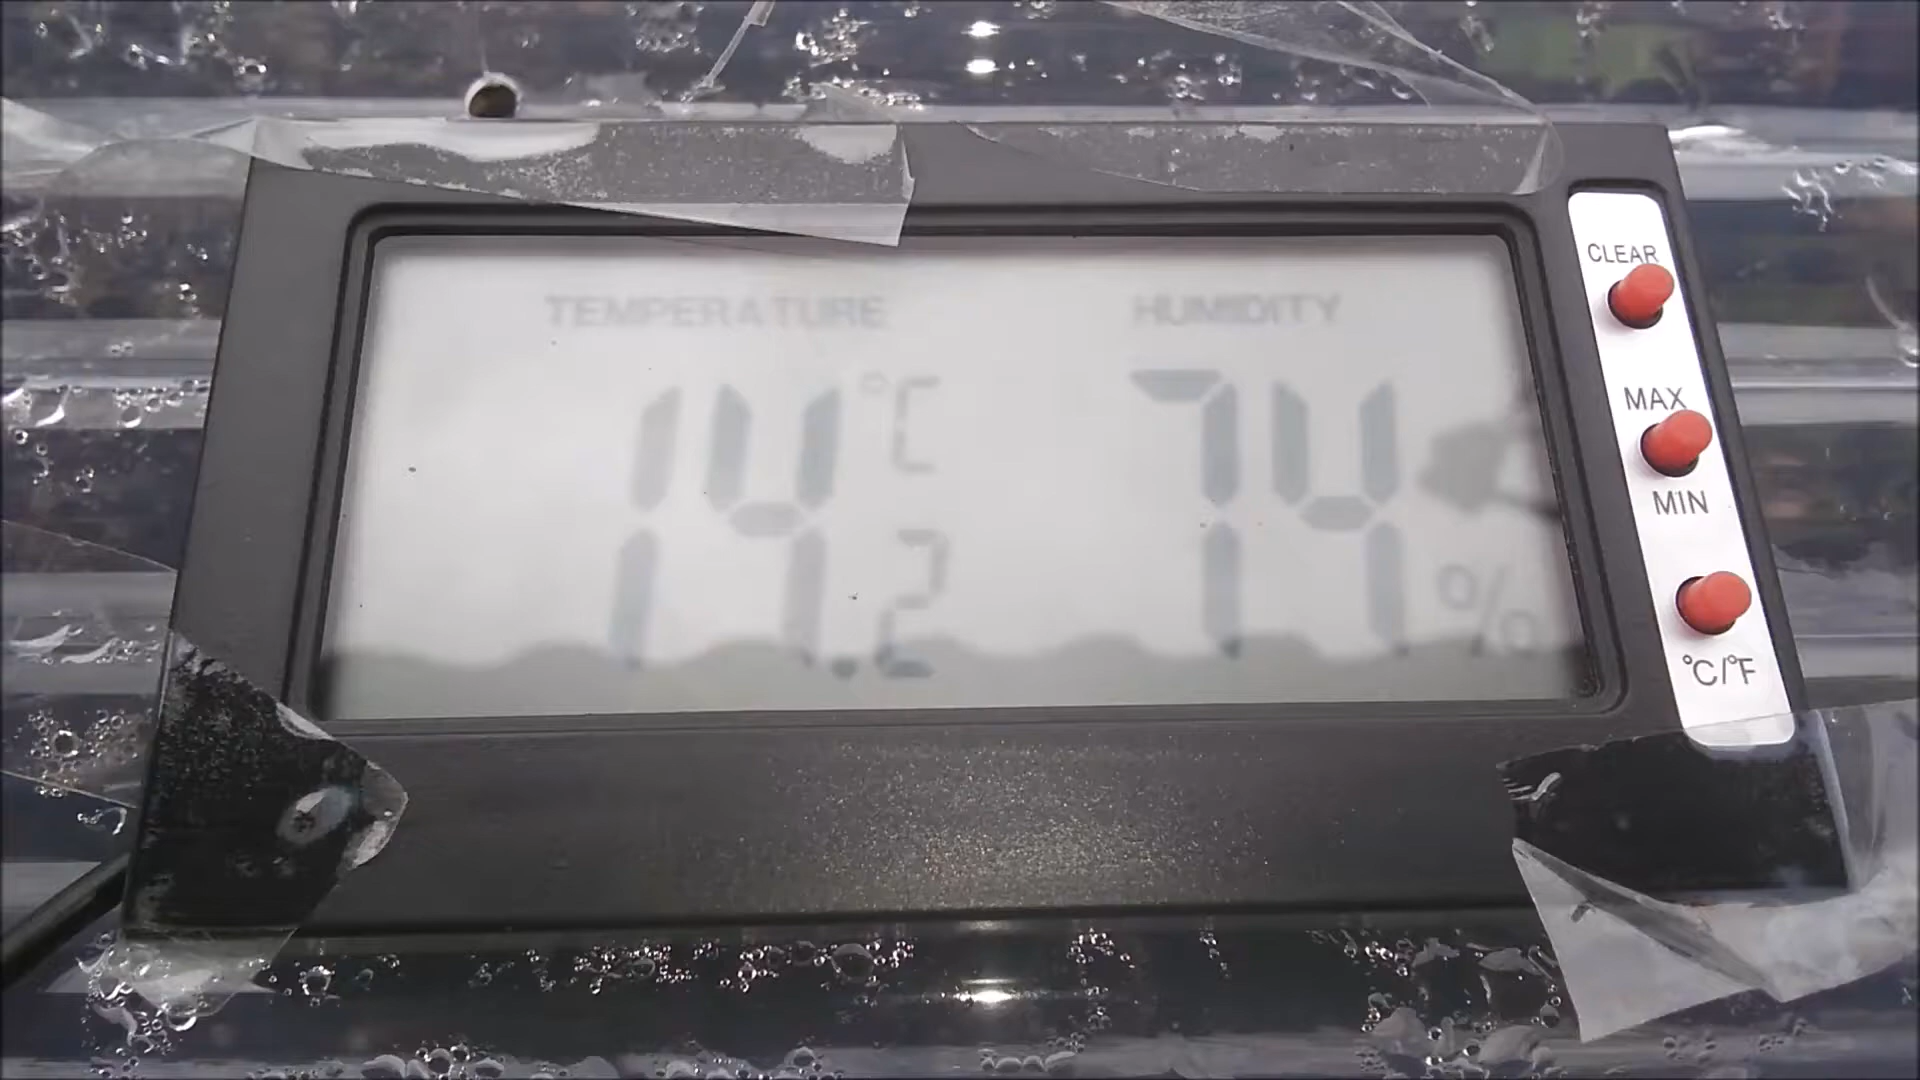 TEMPERATURE HUMIDITY
14.2 °C 74 %
CLEAR
MAX
MIN
°C/°F